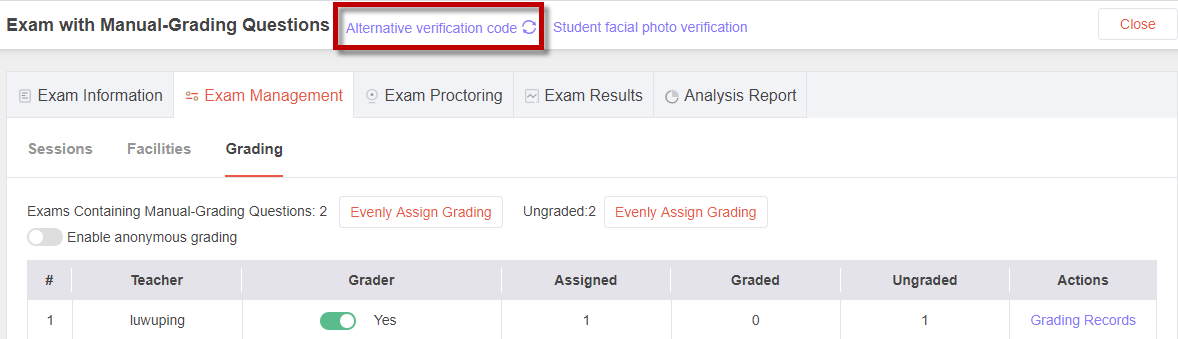 Exam with Manual-Grading Questions Alternative verification code Student facial photo verification Close
Exam Information Exam Management Exam Proctoring Exam Results Analysis Report
Sessions Facilities Grading
Exams Containing Manual-Grading Questions: 2 Evenly Assign Grading Ungraded:2 Evenly Assign Grading
Enable anonymous grading
# Teacher Grader Assigned Graded Ungraded Actions
1 luwuping Yes 1 0 1 Grading Records